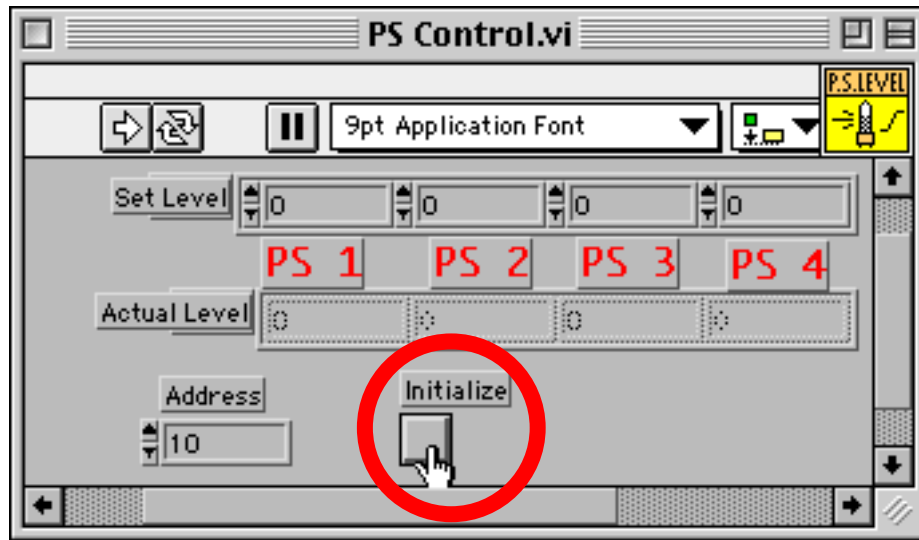 PS Control.vi
P.S.LEVEL
9pt Application Font
Set Level 0 0 0 0
PS 1 PS 2 PS 3 PS 4
Actual Level 0 0 0 0
Address Initialize
10